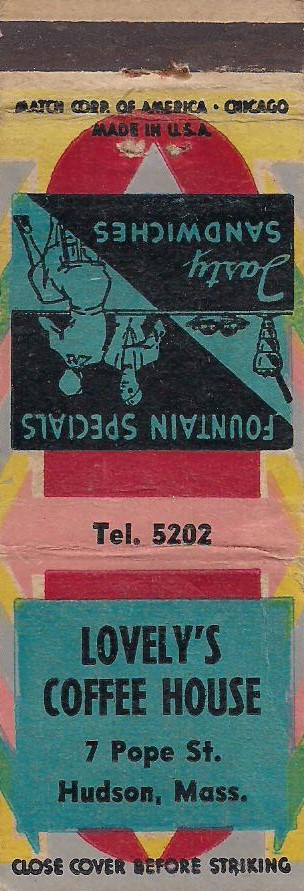 MATCH CORP. OF AMERICA · CHICAGO
MADE IN U.S.A.
FOUNTAIN SPECIALS
Tasty
SANDWICHES
Tel. 5202
LOVELY'S
COFFEE HOUSE
7 Pope St.
Hudson, Mass.
CLOSE COVER BEFORE STRIKING